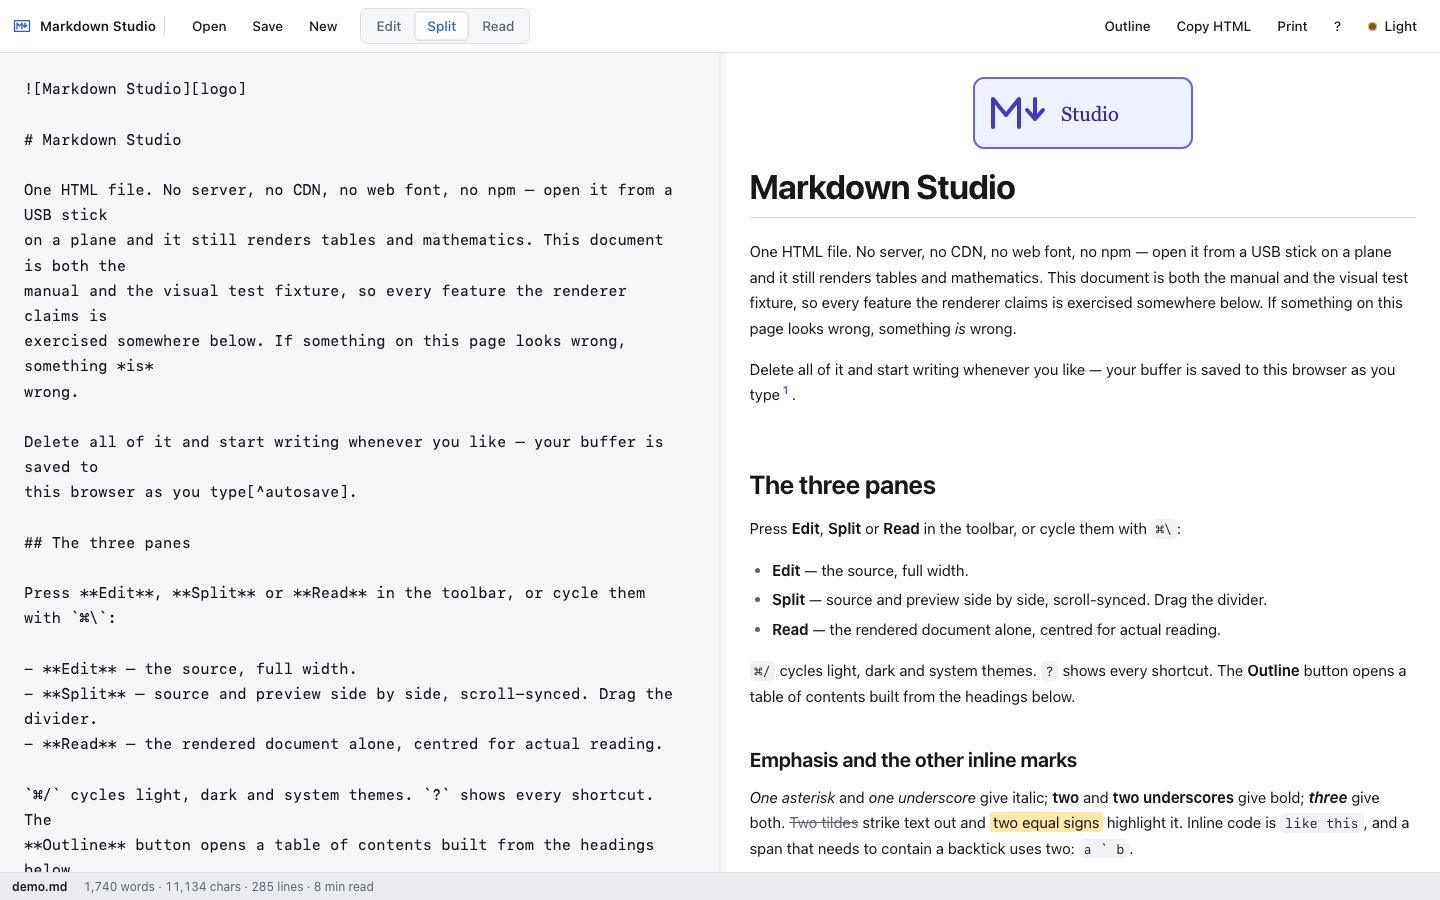 Markdown Studio Open Save New Edit Split Read Outline Copy HTML Print ? Light
![Markdown Studio][logo]
# Markdown Studio
One HTML file. No server, no CDN, no web font, no npm — open it from a
USB stick
on a plane and it still renders tables and mathematics. This document
is both the
manual and the visual test fixture, so every feature the renderer
claims is
exercised somewhere below. If something on this page looks wrong,
something *is*
wrong.
Delete all of it and start writing whenever you like — your buffer is
saved to
this browser as you type[^autosave].
## The three panes
Press **Edit**, **Split** or **Read** in the toolbar, or cycle them
with `⌘\`:
- **Edit** — the source, full width.
- **Split** — source and preview side by side, scroll-synced. Drag the
divider.
- **Read** — the rendered document alone, centred for actual reading.
`⌘/` cycles light, dark and system themes. `?` shows every shortcut.
The
**Outline** button opens a table of contents built from the headings
below.
M↓ Studio
Markdown Studio
One HTML file. No server, no CDN, no web font, no npm — open it from a USB stick on a plane
and it still renders tables and mathematics. This document is both the manual and the visual test
fixture, so every feature the renderer claims is exercised somewhere below. If something on this
page looks wrong, something is wrong.
Delete all of it and start writing whenever you like — your buffer is saved to this browser as you
type 1 .
The three panes
Press Edit, Split or Read in the toolbar, or cycle them with ⌘\ :
• Edit — the source, full width.
• Split — source and preview side by side, scroll-synced. Drag the divider.
• Read — the rendered document alone, centred for actual reading.
⌘/ cycles light, dark and system themes. ? shows every shortcut. The Outline button opens a
table of contents built from the headings below.
Emphasis and the other inline marks
One asterisk and one underscore give italic; two and two underscores give bold; three give
both. Two tildes strike text out and two equal signs highlight it. Inline code is like this , and a
span that needs to contain a backtick uses two: a ` b .
demo.md 1,740 words · 11,134 chars · 285 lines · 8 min read